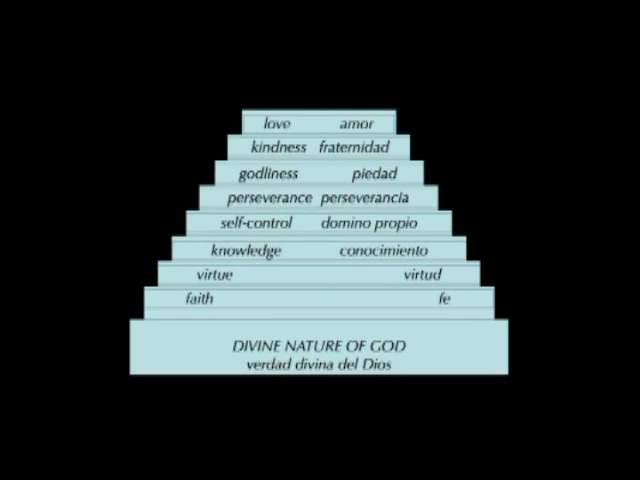 love amor
kindness fraternidad
godliness piedad
perseverance perseverancia
self-control domino propio
knowledge conocimiento
virtue virtud
faith fe
DIVINE NATURE OF GOD
verdad divina del Dios